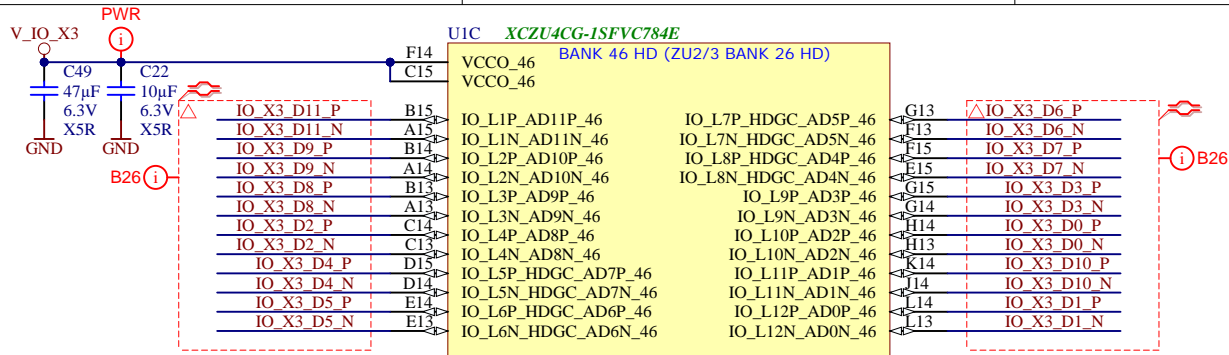 PWR
V_IO_X3
U1C XCZU4CG-1SFVC784E
BANK 46 HD (ZU2/3 BANK 26 HD)
F14 VCCO_46
C15 VCCO_46
C49
47µF
6.3V
X5R
GND
C22
10µF
6.3V
X5R
GND
B26
IO_X3_D11_P B15 IO_L1P_AD11P_46
IO_X3_D11_N A15 IO_L1N_AD11N_46
IO_X3_D9_P B14 IO_L2P_AD10P_46
IO_X3_D9_N A14 IO_L2N_AD10N_46
IO_X3_D8_P B13 IO_L3P_AD9P_46
IO_X3_D8_N A13 IO_L3N_AD9N_46
IO_X3_D2_P C14 IO_L4P_AD8P_46
IO_X3_D2_N C13 IO_L4N_AD8N_46
IO_X3_D4_P D15 IO_L5P_HDGC_AD7P_46
IO_X3_D4_N D14 IO_L5N_HDGC_AD7N_46
IO_X3_D5_P E14 IO_L6P_HDGC_AD6P_46
IO_X3_D5_N E13 IO_L6N_HDGC_AD6N_46
IO_L7P_HDGC_AD5P_46 G13 IO_X3_D6_P
IO_L7N_HDGC_AD5N_46 F13 IO_X3_D6_N
IO_L8P_HDGC_AD4P_46 F15 IO_X3_D7_P
IO_L8N_HDGC_AD4N_46 E15 IO_X3_D7_N
IO_L9P_AD3P_46 G15 IO_X3_D3_P
IO_L9N_AD3N_46 G14 IO_X3_D3_N
IO_L10P_AD2P_46 H14 IO_X3_D0_P
IO_L10N_AD2N_46 H13 IO_X3_D0_N
IO_L11P_AD1P_46 K14 IO_X3_D10_P
IO_L11N_AD1N_46 J14 IO_X3_D10_N
IO_L12P_AD0P_46 L14 IO_X3_D1_P
IO_L12N_AD0N_46 L13 IO_X3_D1_N
B26